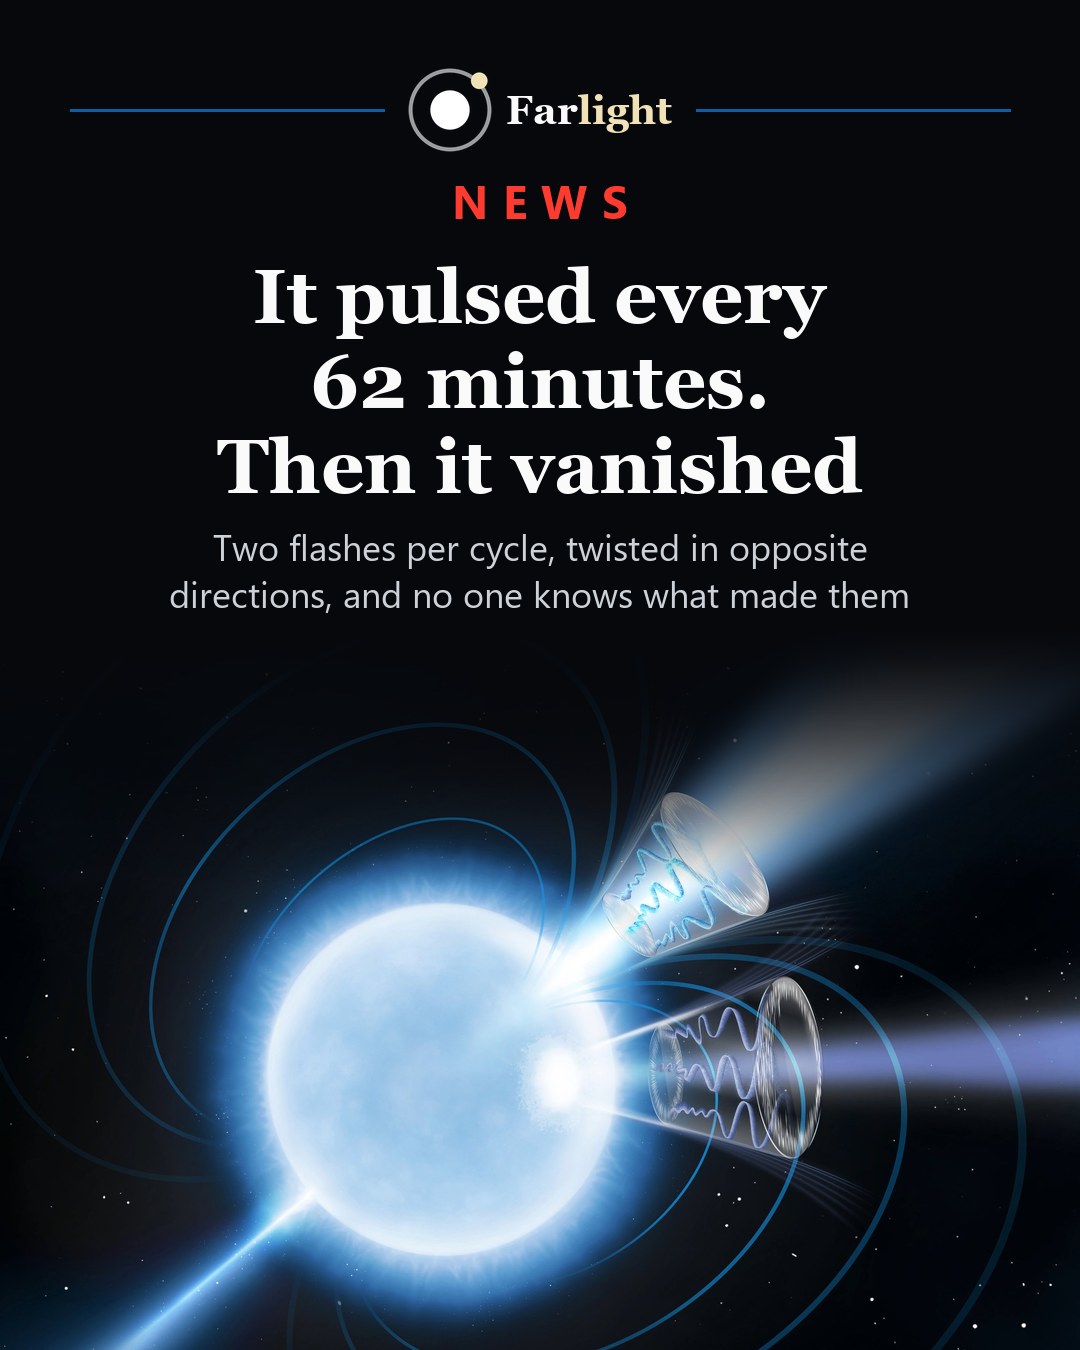 Farlight
NEWS
It pulsed every
62 minutes.
Then it vanished
Two flashes per cycle, twisted in opposite
directions, and no one knows what made them